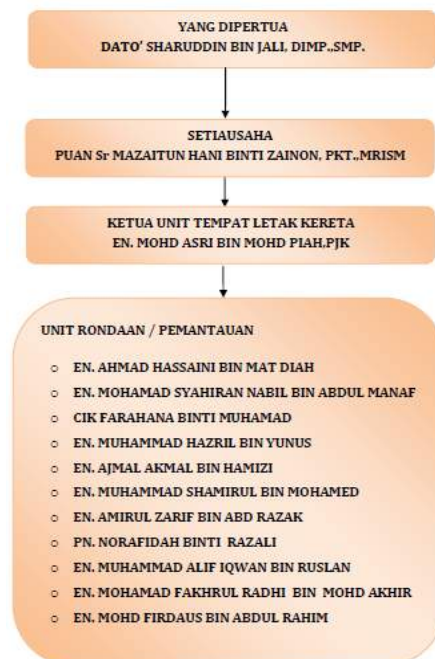 YANG DIPERTUA
DATO' SHARUDDIN BIN JALI, DIMP.,SMP.
SETIAUSAHA
PUAN Sr MAZAITUN HANI BINTI ZAINON, PKT.,MRISM
KETUA UNIT TEMPAT LETAK KERETA
EN. MOHD ASRI BIN MOHD PIAH,PJK
UNIT RONDAAN / PEMANTAUAN
o EN. AHMAD HASSAINI BIN MAT DIAH
o EN. MOHAMAD SYAHIRAN NABIL BIN ABDUL MANAF
o CIK FARAHANA BINTI MUHAMAD
o EN. MUHAMMAD HAZRIL BIN YUNUS
o EN. AJMAL AKMAL BIN HAMIZI
o EN. MUHAMMAD SHAMIRUL BIN MOHAMED
o EN. AMIRUL ZARIF BIN ABD RAZAK
o PN. NORAFIDAH BINTI RAZALI
o EN. MUHAMMAD ALIF IQWAN BIN RUSLAN
o EN. MOHAMAD FAKHRUL RADHI BIN MOHD AKHIR
o EN. MOHD FIRDAUS BIN ABDUL RAHIM